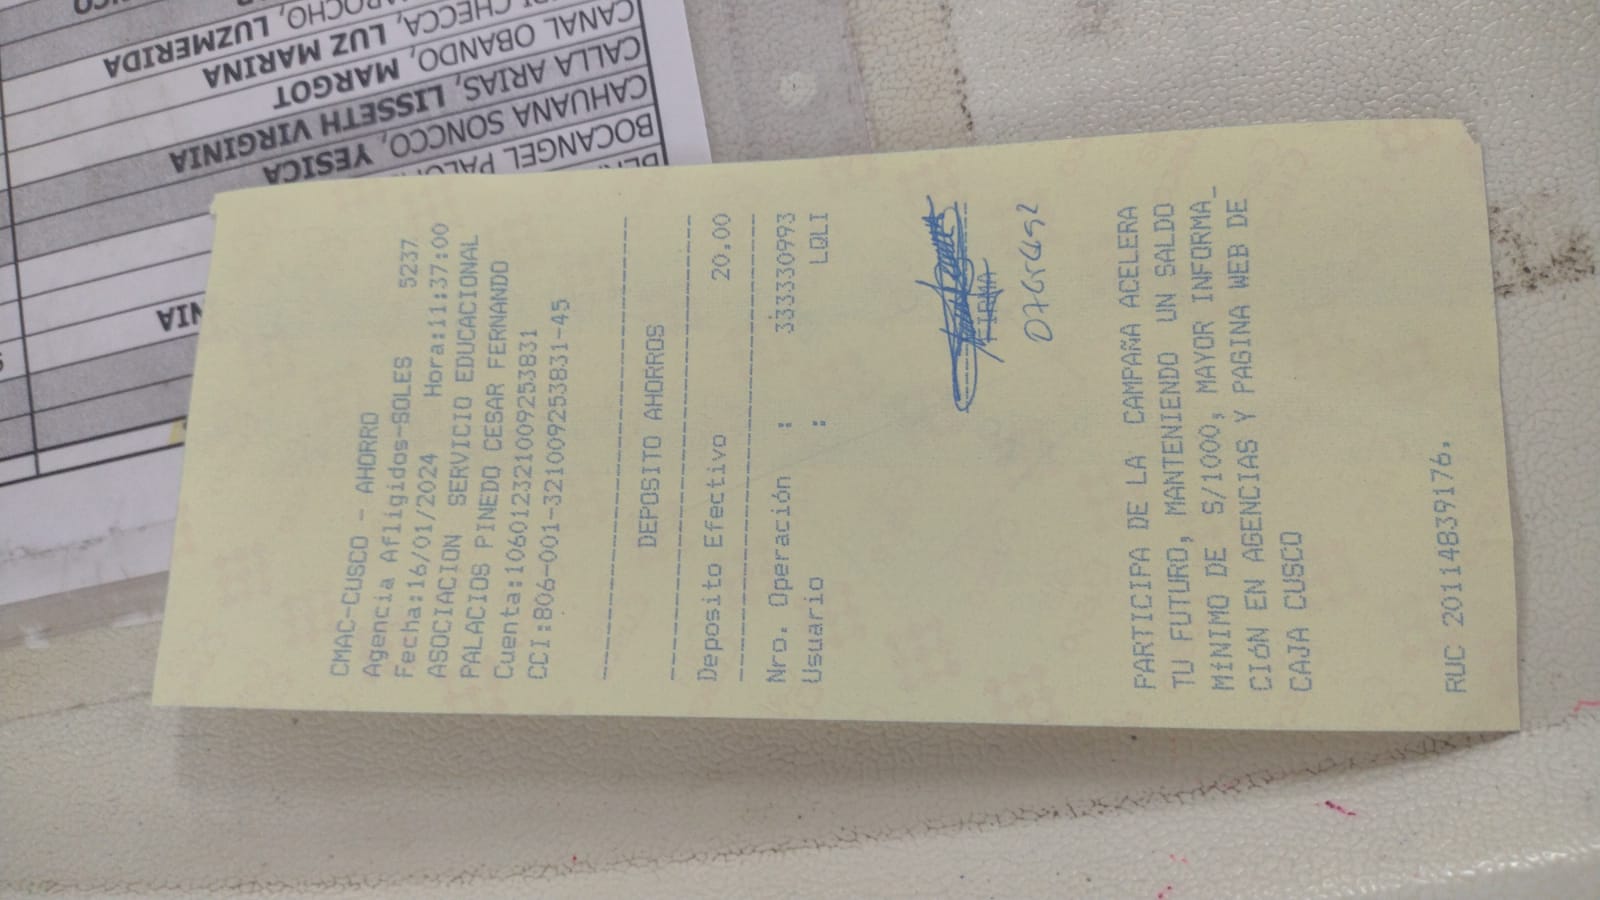 CMAC-CUSCO - AHORRO
Agencia Afligidos-SOLES 5237
Fecha:16/01/2024 Hora:11:37:00
ASOCIACION SERVICIO EDUCACIONAL
PALACIOS PINEDO CESAR FERNANDO
Cuenta:106012321009253831
CCI:806-001-321009253831-45
DEPOSITO AHORROS
Deposito Efectivo 20.00
Nro. Operación : 333330993
Usuario : LQLI
FIRMA
PARTICIPA DE LA CAMPAÑA ACELERA
TU FUTURO, MANTENIENDO UN SALDO
MíNIMO DE S/1000, MAYOR INFORMA_
CIóN EN AGENCIAS Y PAGINA WEB DE
CAJA CUSCO
RUC 20114839176.
BOCANGEL
CAHUANA SONCCO, YESICA
CALLA ARIAS, LISSETH VIRGINIA
CANAL OBANDO, MARGOT
CHECCA, LUZ MARINA
LUZMERIDA